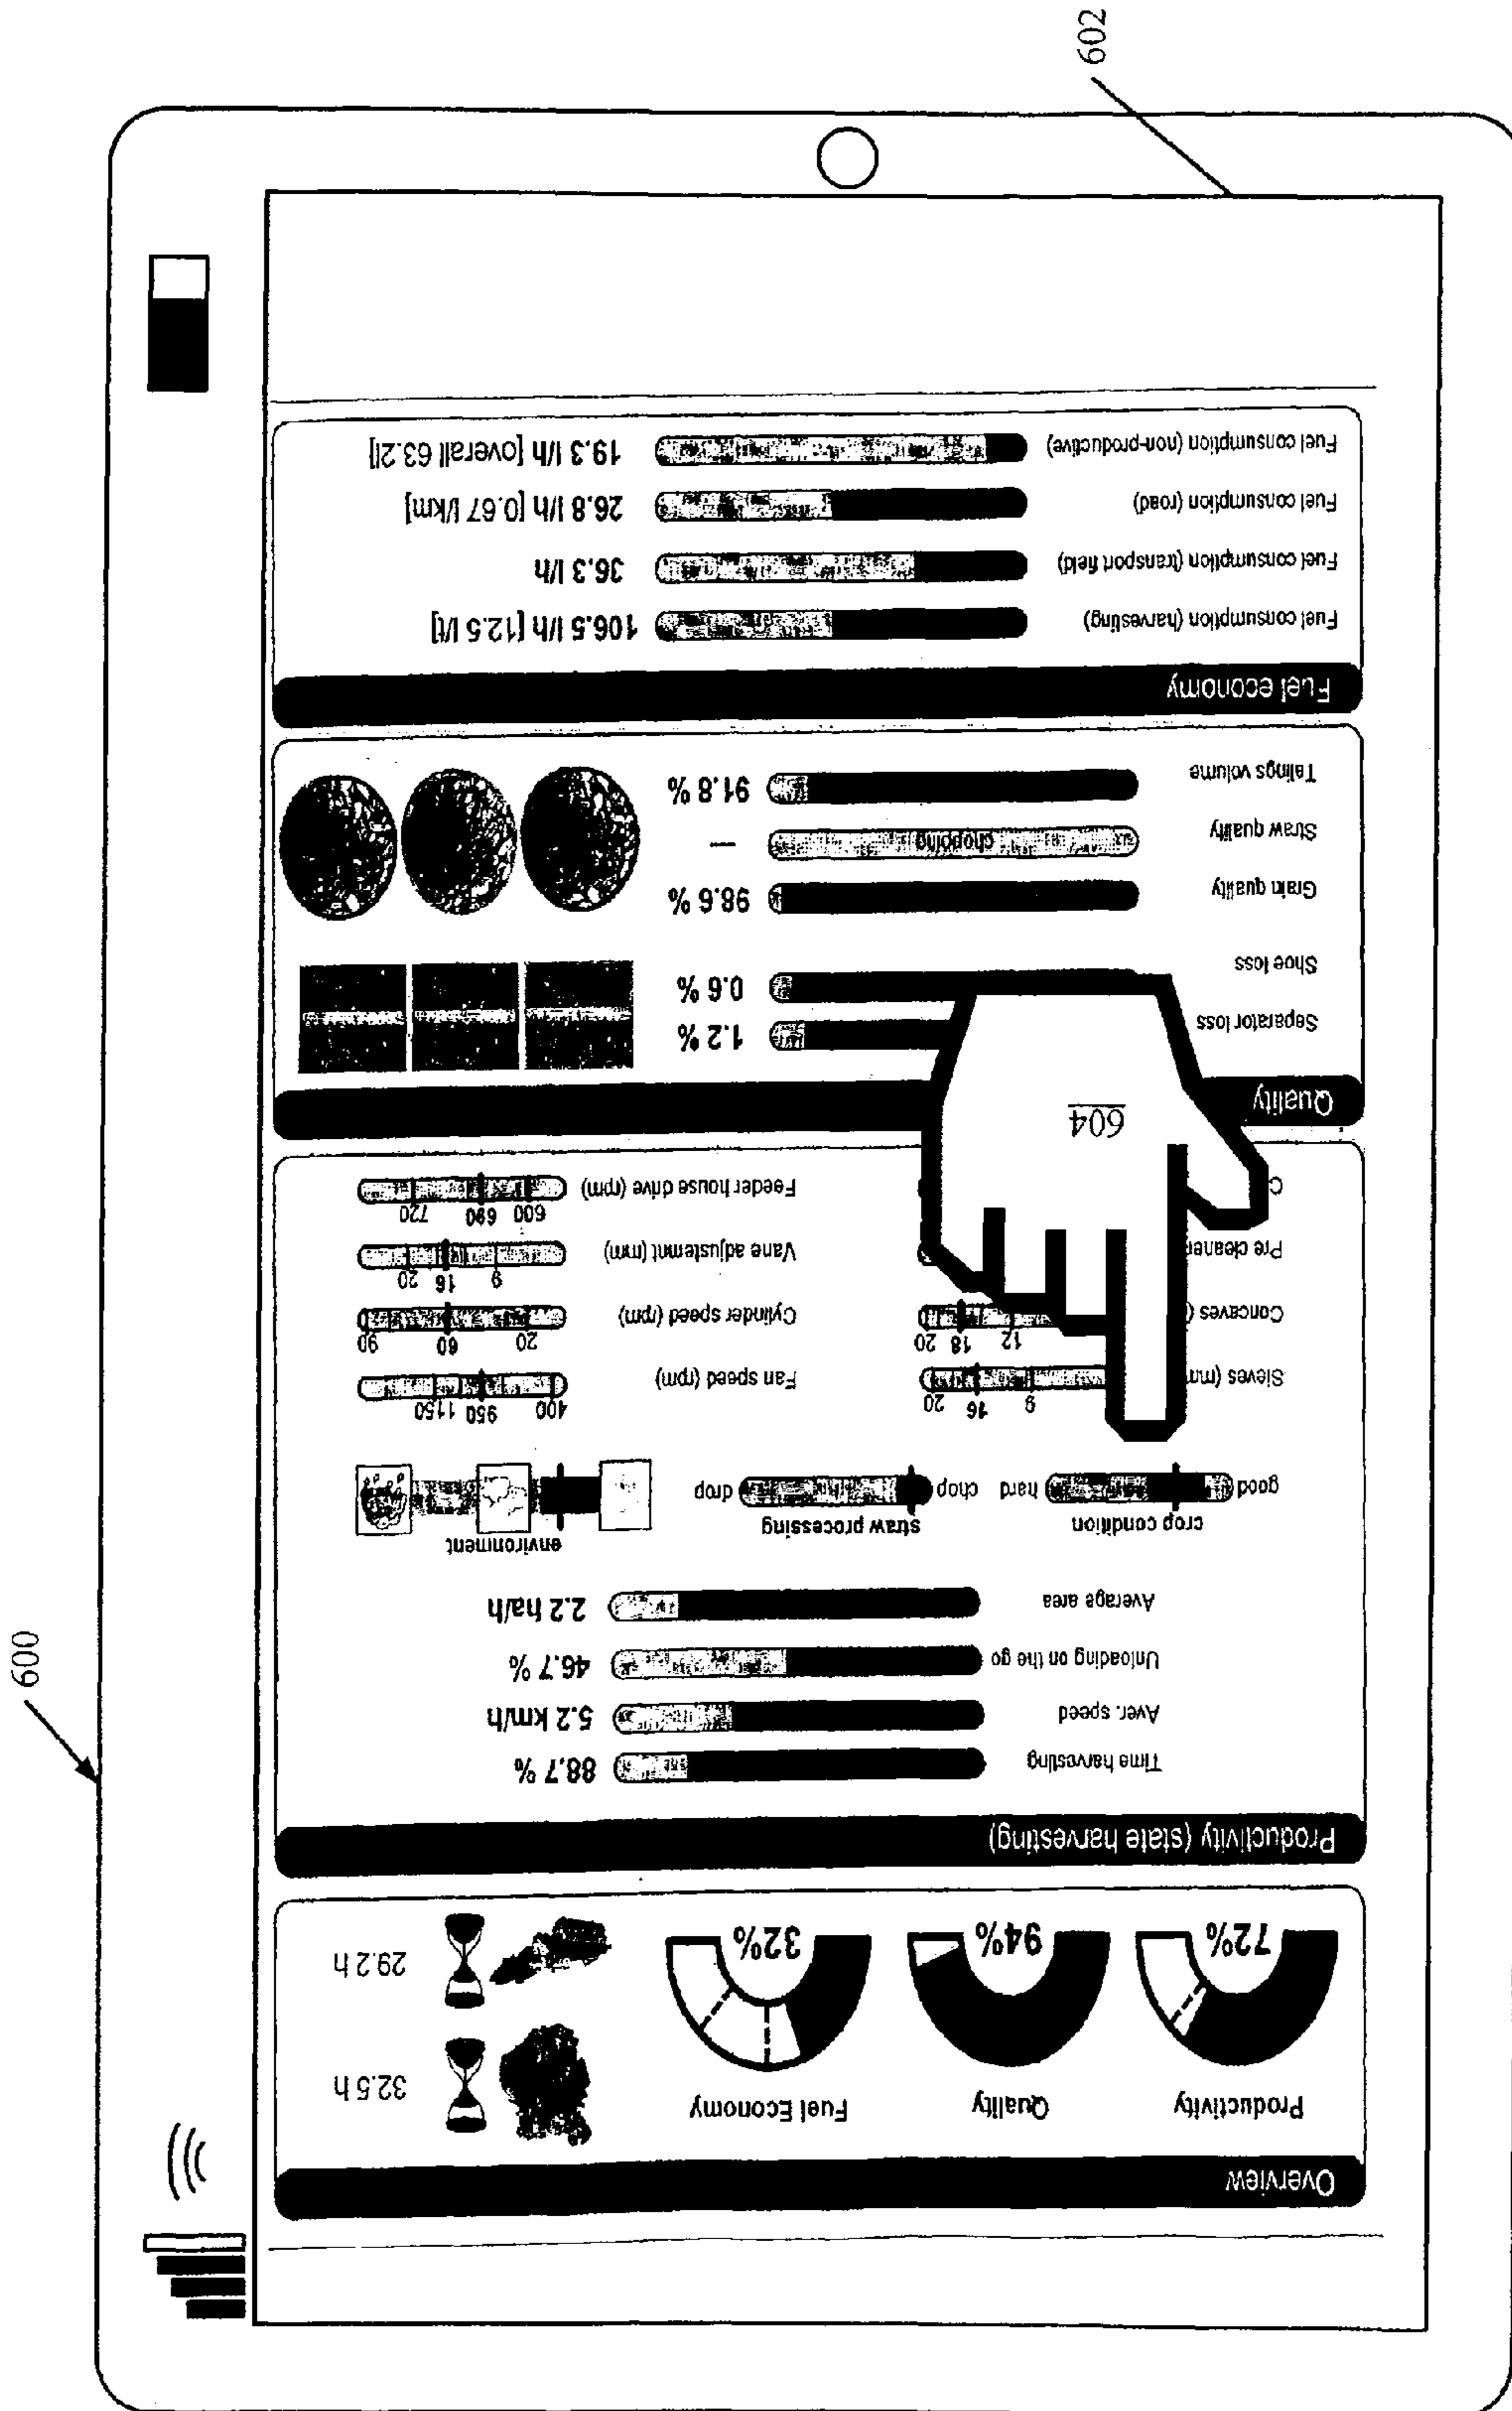 600
602
604
Overview
Productivity
Quality
Fuel Economy
72%
94%
32%
32.5 h
29.2 h
Productivity (state harvesting)
Time harvesting 88.7 %
Aver. speed 5.2 km/h
Unloading on the go 46.7 %
Average area 2.2 ha/h
crop condition
good hard
straw processing
chop drop
environment
Sieves (mm
9 16 20
Fan speed (rpm)
400 950 1150
Concaves (
12 18 20
Cylinder speed (rpm)
20 60 90
Pre cleaner
Vane adjustemnt (mm)
9 16 20
C
Feeder house drive (rpm)
600 690 720
Quality
Separator loss 1.2 %
Shoe loss 0.6 %
Grain quality 98.6 %
Straw quality chopping —
Talings volume 91.8 %
Fuel economy
Fuel consumption (harvesting) 106.5 l/h [12.5 l/t]
Fuel consumption (transport field) 36.3 l/h
Fuel consumption (road) 26.8 l/h [0.67 l/km]
Fuel consumption (non-productive) 19.3 l/h [overall 63.2l]